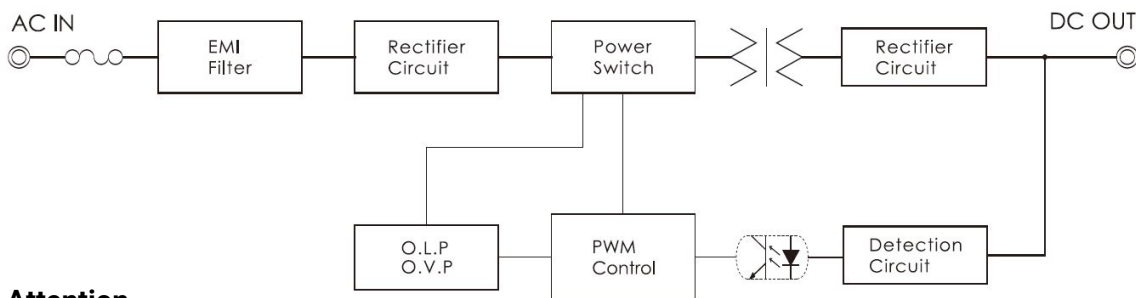 AC IN
DC OUT
EMI
Filter
Rectifier
Circuit
Power
Switch
Rectifier
Circuit
O.L.P
O.V.P
PWM
Control
Detection
Circuit
Attention